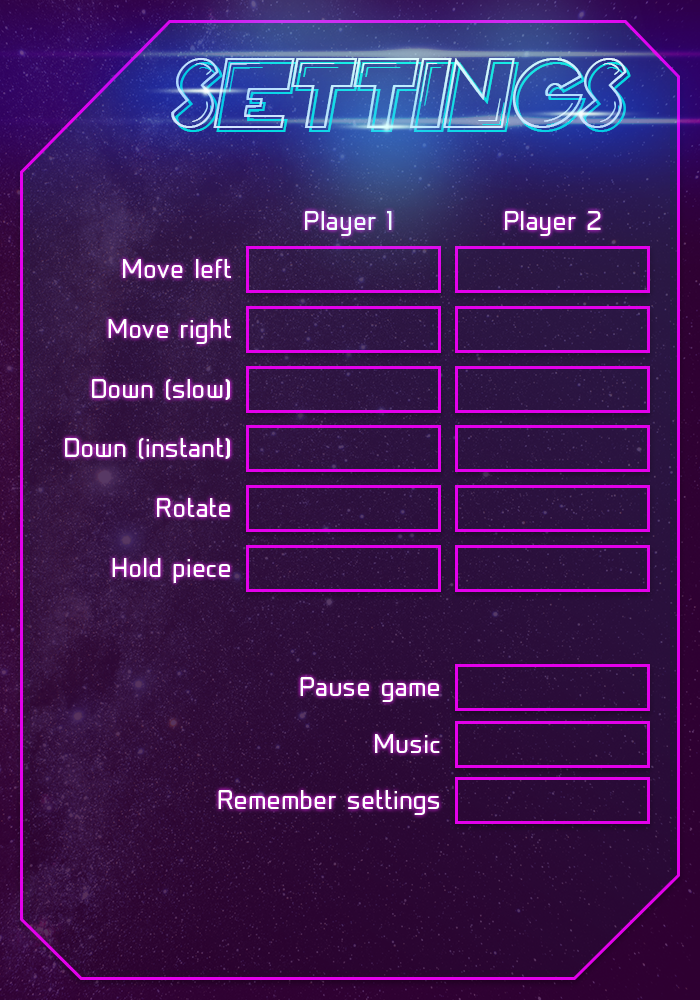 SETTINGS
Player 1 Player 2
Move left
Move right
Down (slow)
Down (instant)
Rotate
Hold piece
Pause game
Music
Remember settings